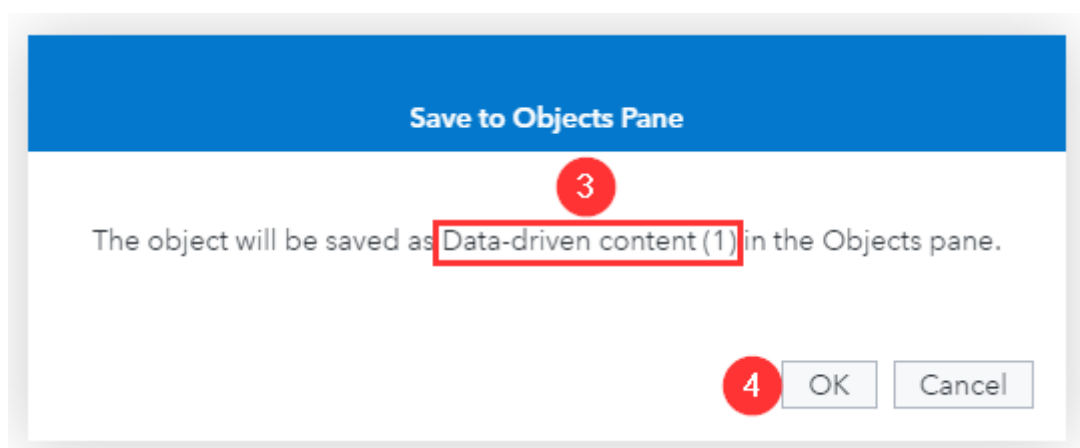 Save to Objects Pane
3
The object will be saved as Data-driven content (1) in the Objects pane.
4 OK Cancel